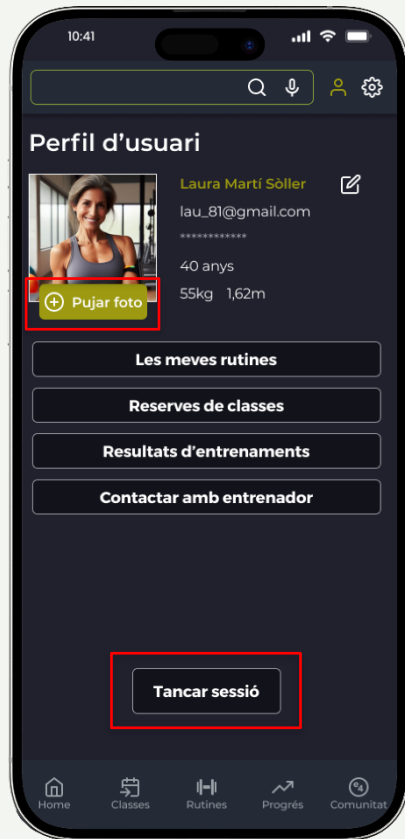 10:41
Perfil d’usuari
Laura Martí Sòller
lau_81@gmail.com
************
40 anys
55kg 1,62m
Pujar foto
Les meves rutines
Reserves de classes
Resultats d’entrenaments
Contactar amb entrenador
Tancar sessió
Home Classes Rutines Progrés Comunitat